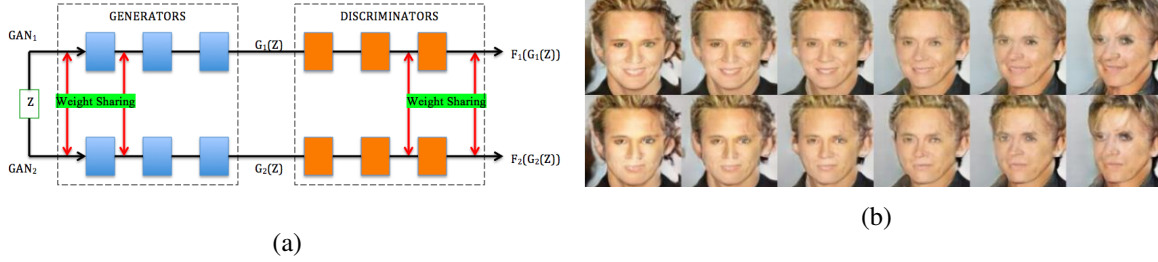 GENERATORS
DISCRIMINATORS
GAN₁
G₁(Z)
F₁(G₁(Z))
Weight Sharing
Weight Sharing
Z
GAN₂
G₂(Z)
F₂(G₂(Z))
(a)
(b)